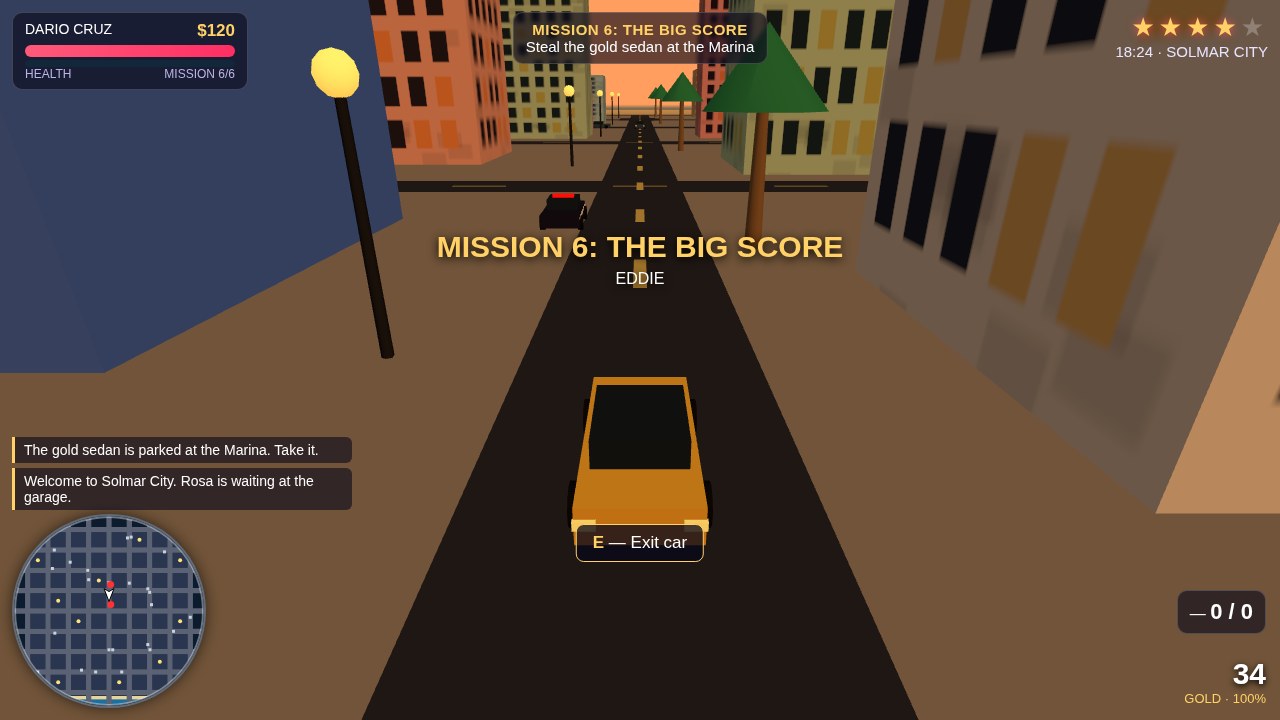 DARIO CRUZ $120
HEALTH MISSION 6/6
MISSION 6: THE BIG SCORE
Steal the gold sedan at the Marina
★★★★★
18:24 · SOLMAR CITY
MISSION 6: THE BIG SCORE
EDDIE
The gold sedan is parked at the Marina. Take it.
Welcome to Solmar City. Rosa is waiting at the
garage.
E — Exit car
— 0 / 0
34
GOLD · 100%